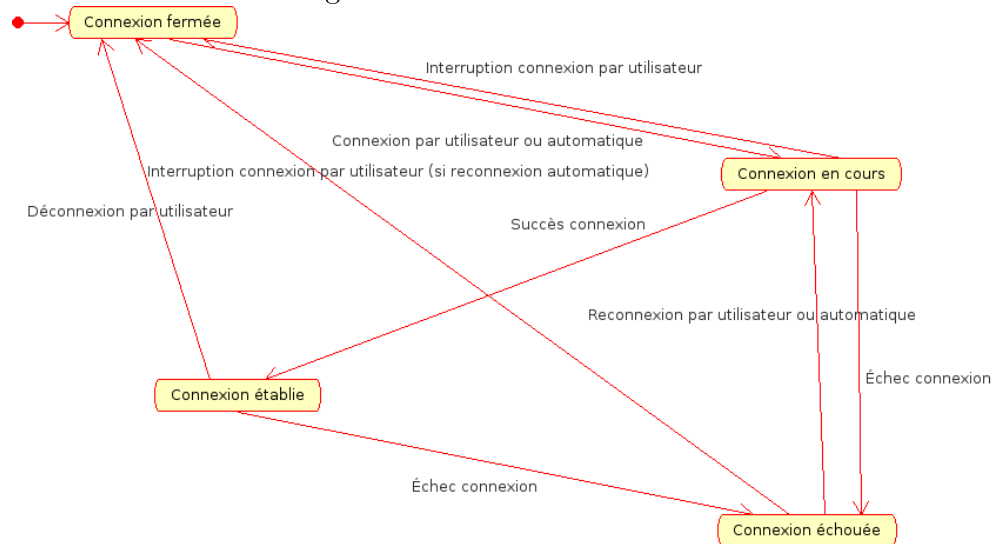 Connexion fermée
Interruption connexion par utilisateur
Connexion par utilisateur ou automatique
Interruption connexion par utilisateur (si reconnexion automatique)
Connexion en cours
Déconnexion par utilisateur
Succès connexion
Reconnexion par utilisateur ou automatique
Échec connexion
Connexion établie
Échec connexion
Connexion échouée